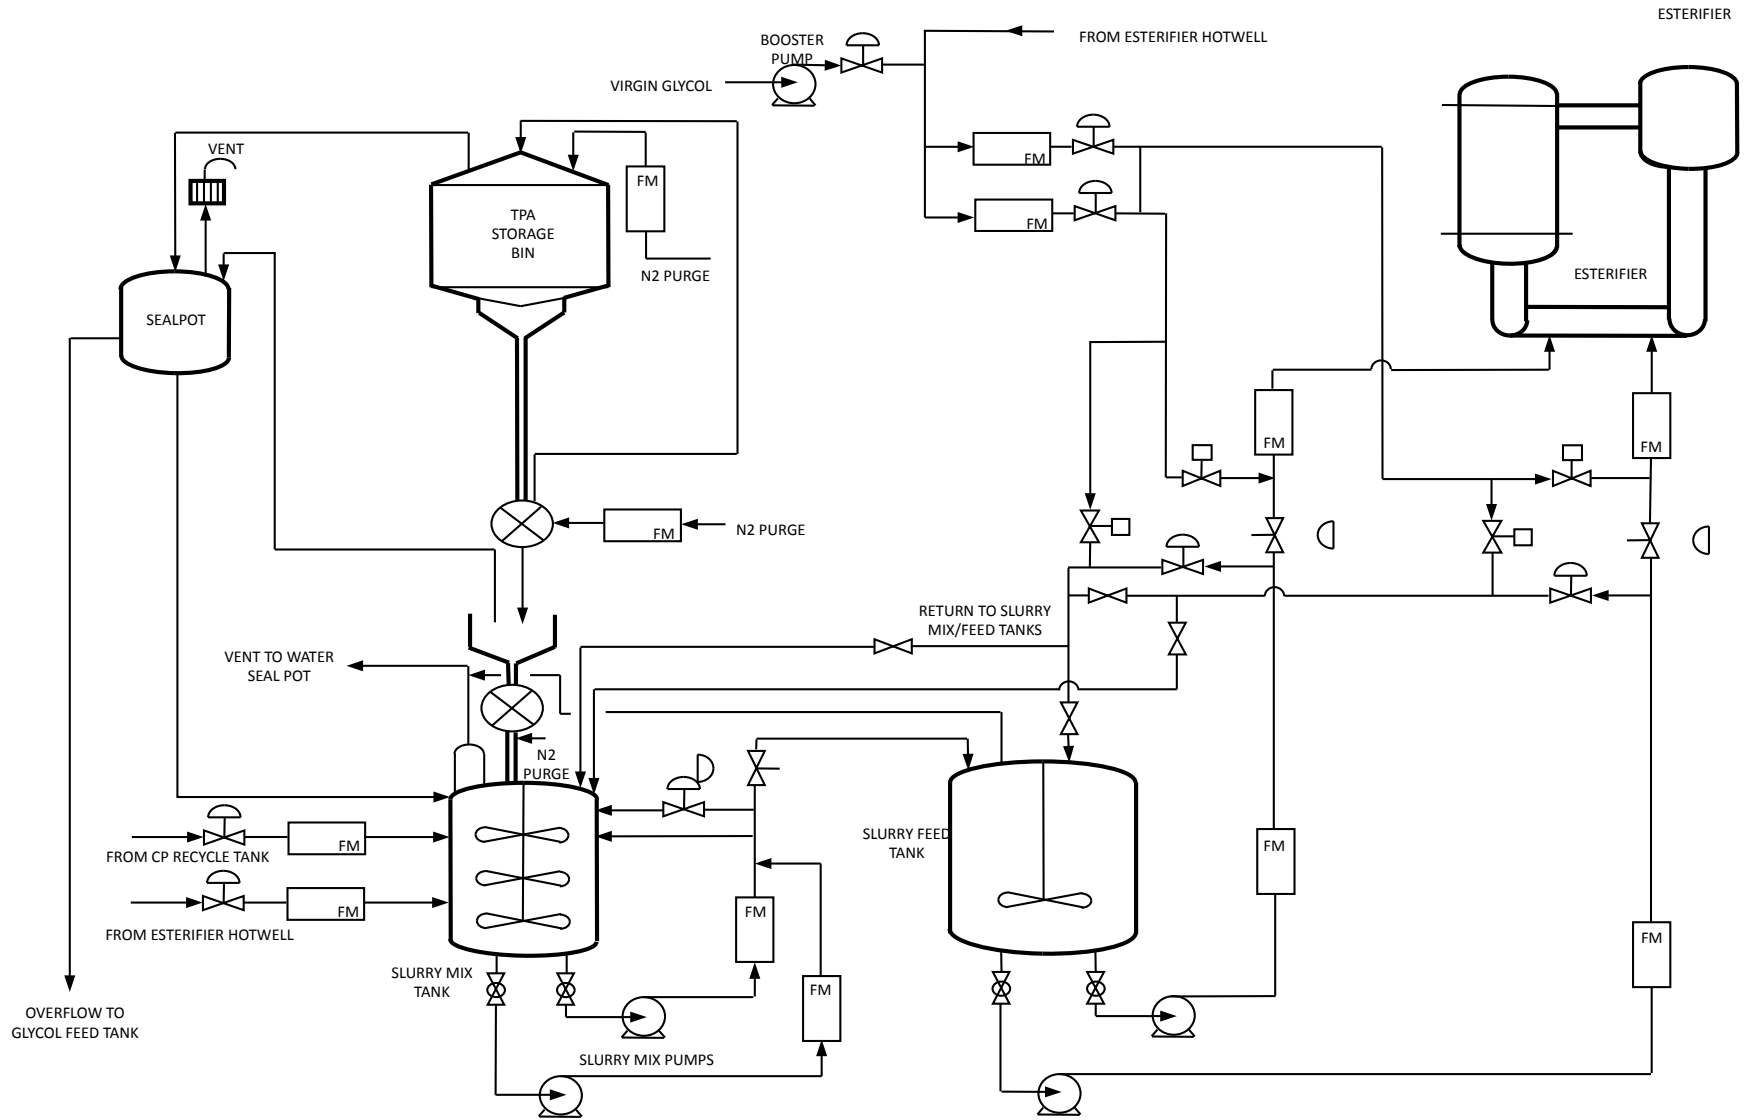 ESTERIFIER
BOOSTER
PUMP
FROM ESTERIFIER HOTWELL
VIRGIN GLYCOL
VENT
FM
FM
FM
TPA
STORAGE
BIN
N2 PURGE
ESTERIFIER
SEALPOT
FM
FM
FM
N2 PURGE
RETURN TO SLURRY
MIX/FEED TANKS
VENT TO WATER
SEAL POT
N2
PURGE
SLURRY FEED
TANK
FM
FM
FROM CP RECYCLE TANK
FM
FM
FROM ESTERIFIER HOTWELL
FM
SLURRY MIX
TANK
FM
OVERFLOW TO
GLYCOL FEED TANK
SLURRY MIX PUMPS